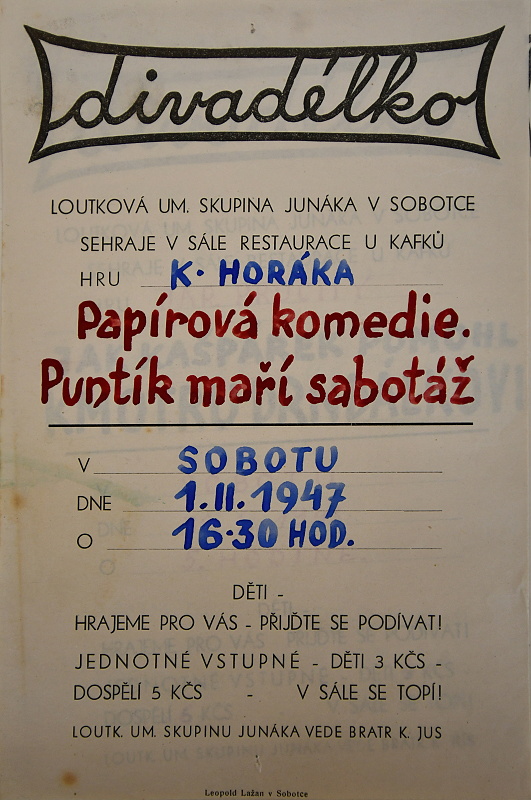 divadélko
LOUTKOVÁ UM. SKUPINA JUNÁKA V SOBOTCE
SEHRAJE V SÁLE RESTAURACE U KAFKŮ
HRU K. HORÁKA
Papírová komedie.
Puntík maří sabotáž
V SOBOTU
DNE 1.II.1947
O 16.30 HOD.
DĚTI -
HRAJEME PRO VÁS - PŘIJĎTE SE PODÍVAT!
JEDNOTNÉ VSTUPNÉ - DĚTI 3 KČS -
DOSPĚLÍ 5 KČS - V SÁLE SE TOPÍ!
LOUTK. UM. SKUPINU JUNÁKA VEDE BRATR K. JUS
Leopold Lažan v Sobotce